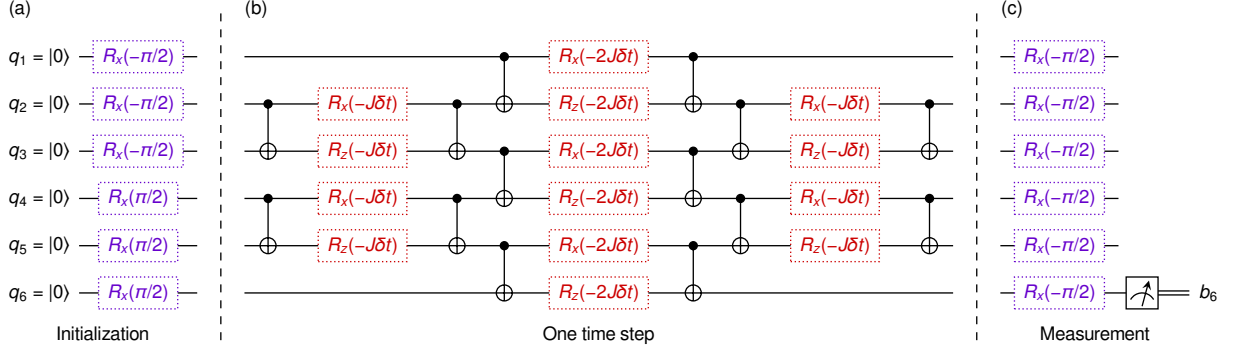 (a) (b) (c)
q1 = |0⟩ Rx(−π/2) Rx(−2Jδt) Rx(−π/2)
q2 = |0⟩ Rx(−π/2) Rx(−Jδt) Rz(−2Jδt) Rx(−Jδt) Rx(−π/2)
q3 = |0⟩ Rx(−π/2) Rz(−Jδt) Rx(−2Jδt) Rz(−Jδt) Rx(−π/2)
q4 = |0⟩ Rx(π/2) Rx(−Jδt) Rz(−2Jδt) Rx(−Jδt) Rx(−π/2)
q5 = |0⟩ Rx(π/2) Rz(−Jδt) Rx(−2Jδt) Rz(−Jδt) Rx(−π/2)
q6 = |0⟩ Rx(π/2) Rz(−2Jδt) Rx(−π/2) b6
Initialization One time step Measurement